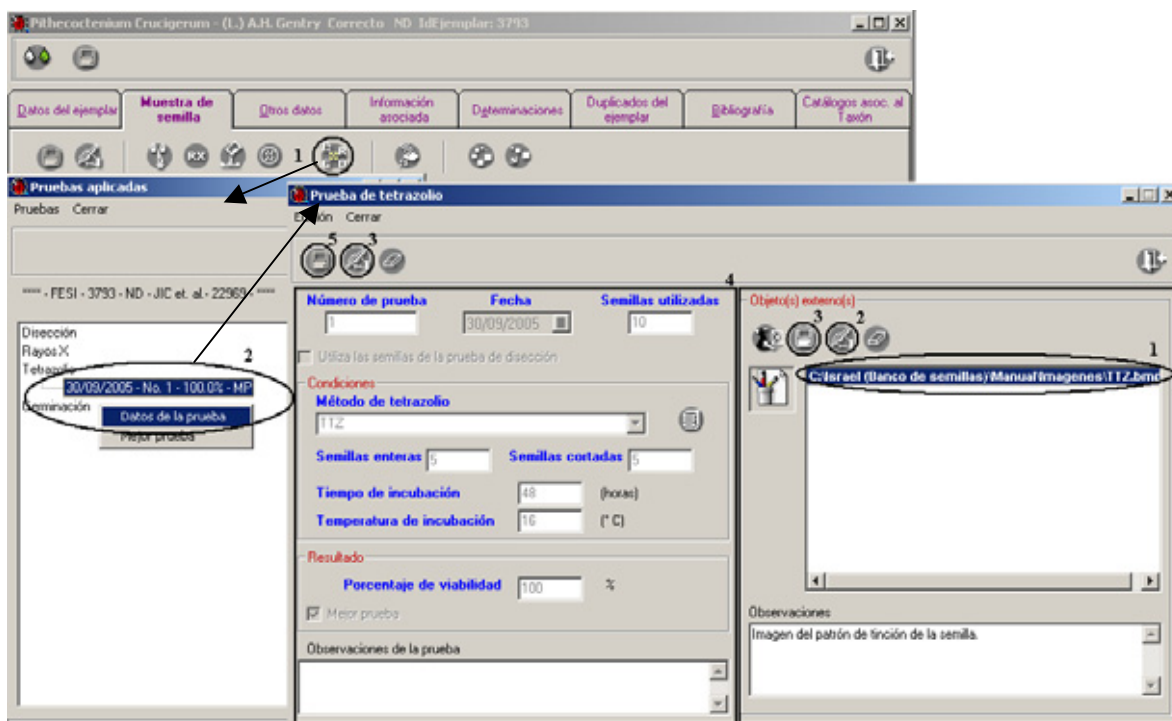 Pithecoctenium Crucigerum - (L.) A.H. Gentry Correcto ND IdEjemplar: 3793
Datos del ejemplar
Muestra de semilla
Otros datos
Información asociada
Determinaciones
Duplicados del ejemplar
Bibliografía
Catálogos asoc. al Taxón
RX
1
Pruebas aplicadas
Pruebas Cerrar
**** - FESI - 3793 - ND - JIC et. al.- 22969 - ****
Disección
Rayos X
Tetrazolio
2
30/09/2005 - No. 1 - 100.0% - MP
Germinación
Datos de la prueba
Mejor prueba
Prueba de tetrazolio
Edición Cerrar
5 3
4
Número de prueba Fecha Semillas utilizadas
1 30/09/2005 10
Utiliza las semillas de la prueba de disección
Condiciones
Método de tetrazolio
TTZ
Semillas enteras 5 Semillas cortadas 5
Tiempo de incubación 48 (horas)
Temperatura de incubación 16 (° C)
Resultado
Porcentaje de viabilidad 100 %
Mejor prueba
Observaciones de la prueba
Objeto(s) externo(s)
3 2
1
C:\Israel (Banco de semillas)\Manual\Imagenes\TTZ.bmp
Observaciones
Imagen del patrón de tinción de la semilla.